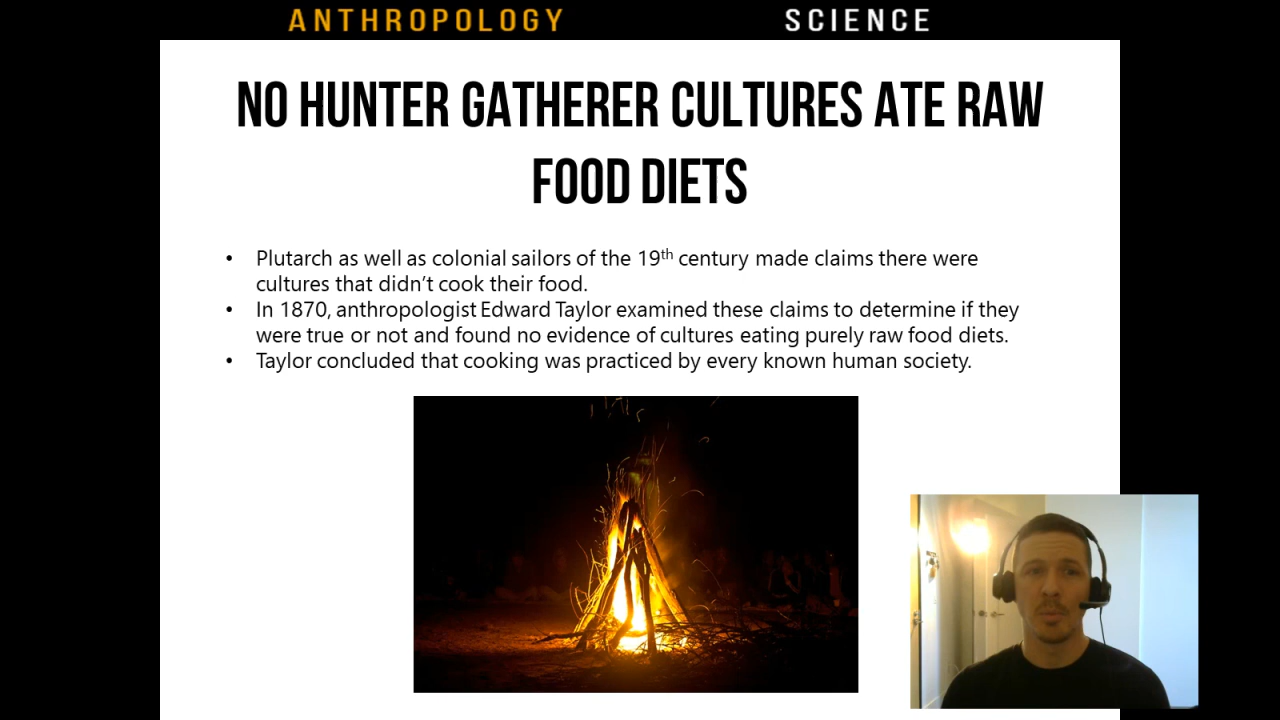 ANTHROPOLOGY SCIENCE
NO HUNTER GATHERER CULTURES ATE RAW
FOOD DIETS
• Plutarch as well as colonial sailors of the 19th century made claims there were
cultures that didn't cook their food.
• In 1870, anthropologist Edward Taylor examined these claims to determine if they
were true or not and found no evidence of cultures eating purely raw food diets.
• Taylor concluded that cooking was practiced by every known human society.